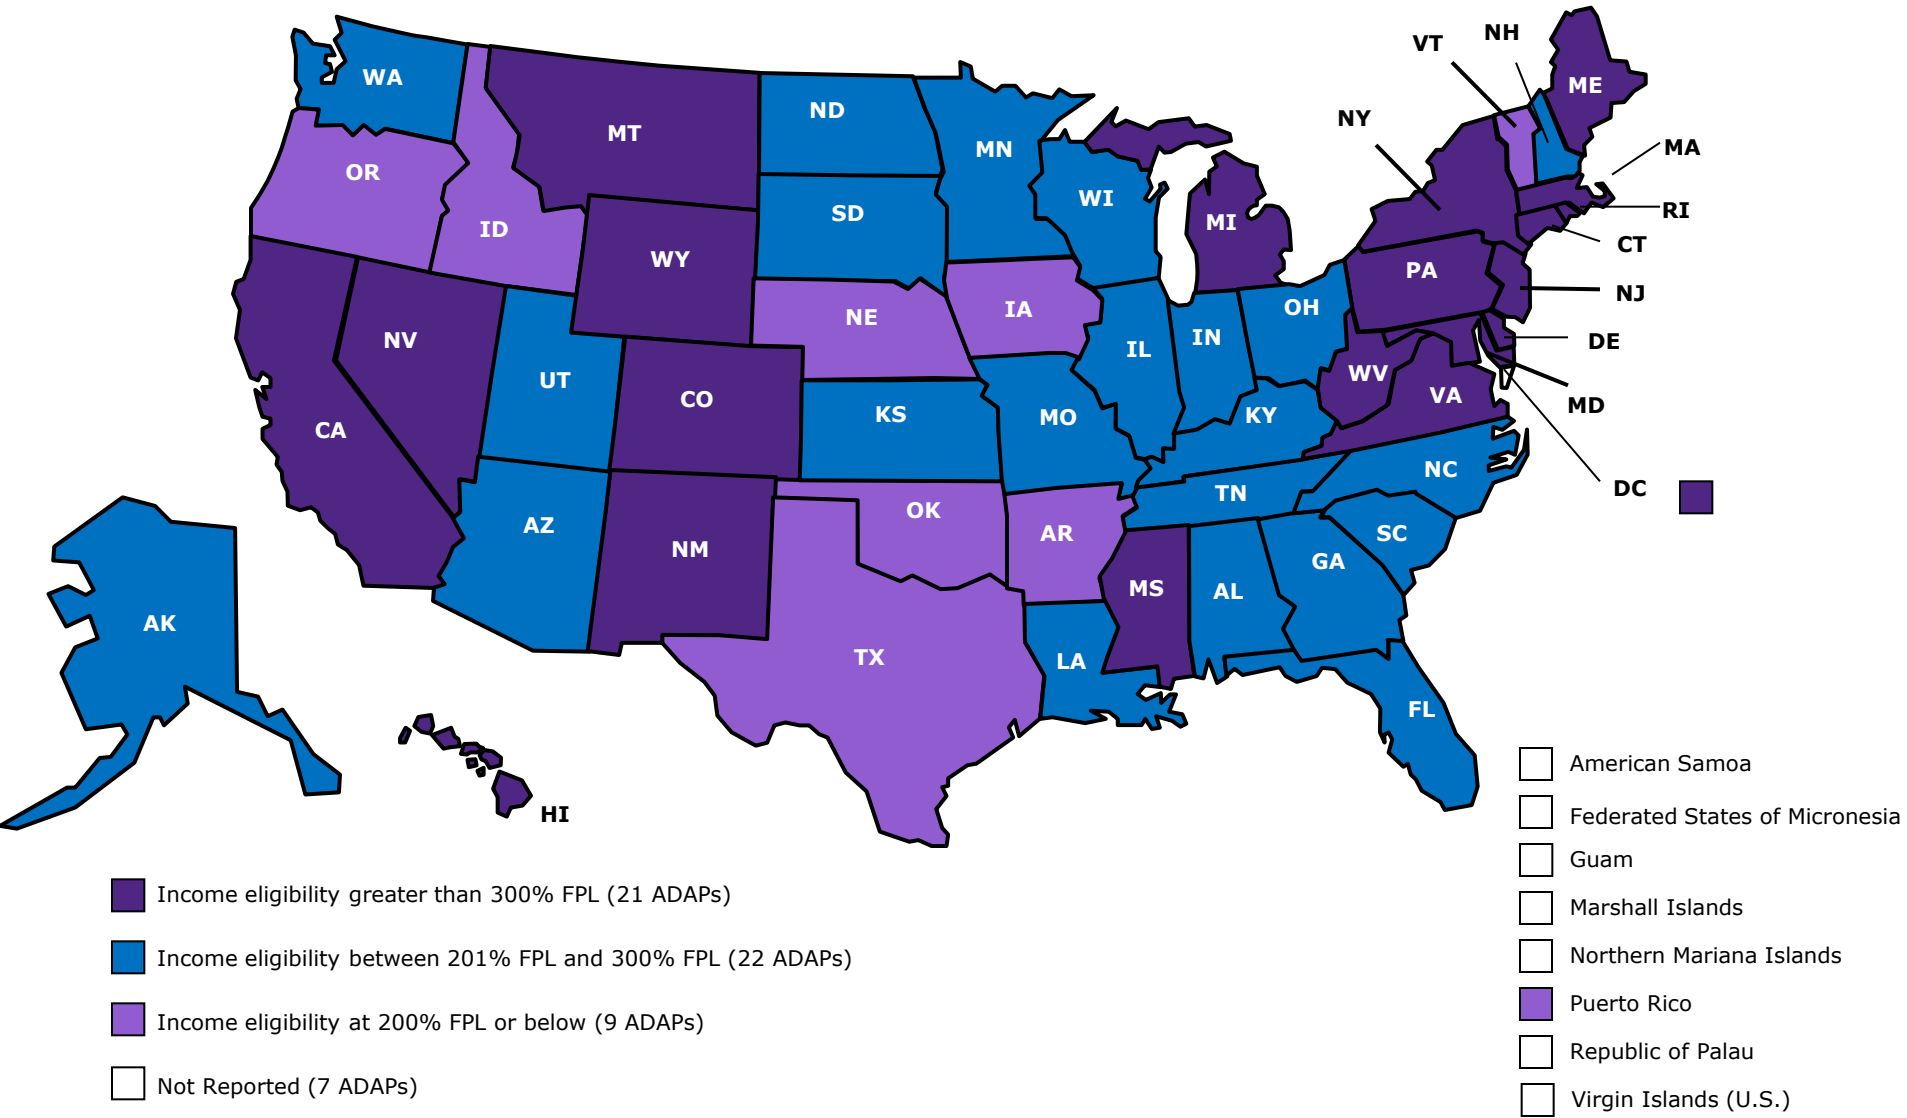 VT
NH
WA
ME
ND
NY
MT
MN
MA
OR
WI
SD
RI
MI
ID
CT
WY
PA
NJ
OH
IA
NE
IN
DE
NV
IL
WV
UT
VA
CO
MD
KS
KY
MO
CA
NC
DC
TN
OK
AZ
AR
SC
NM
GA
MS
AL
AK
TX
LA
FL
HI
American Samoa
Federated States of Micronesia
Guam
Marshall Islands
Northern Mariana Islands
Puerto Rico
Republic of Palau
Virgin Islands (U.S.)
Income eligibility greater than 300% FPL (21 ADAPs)
Income eligibility between 201% FPL and 300% FPL (22 ADAPs)
Income eligibility at 200% FPL or below (9 ADAPs)
Not Reported (7 ADAPs)